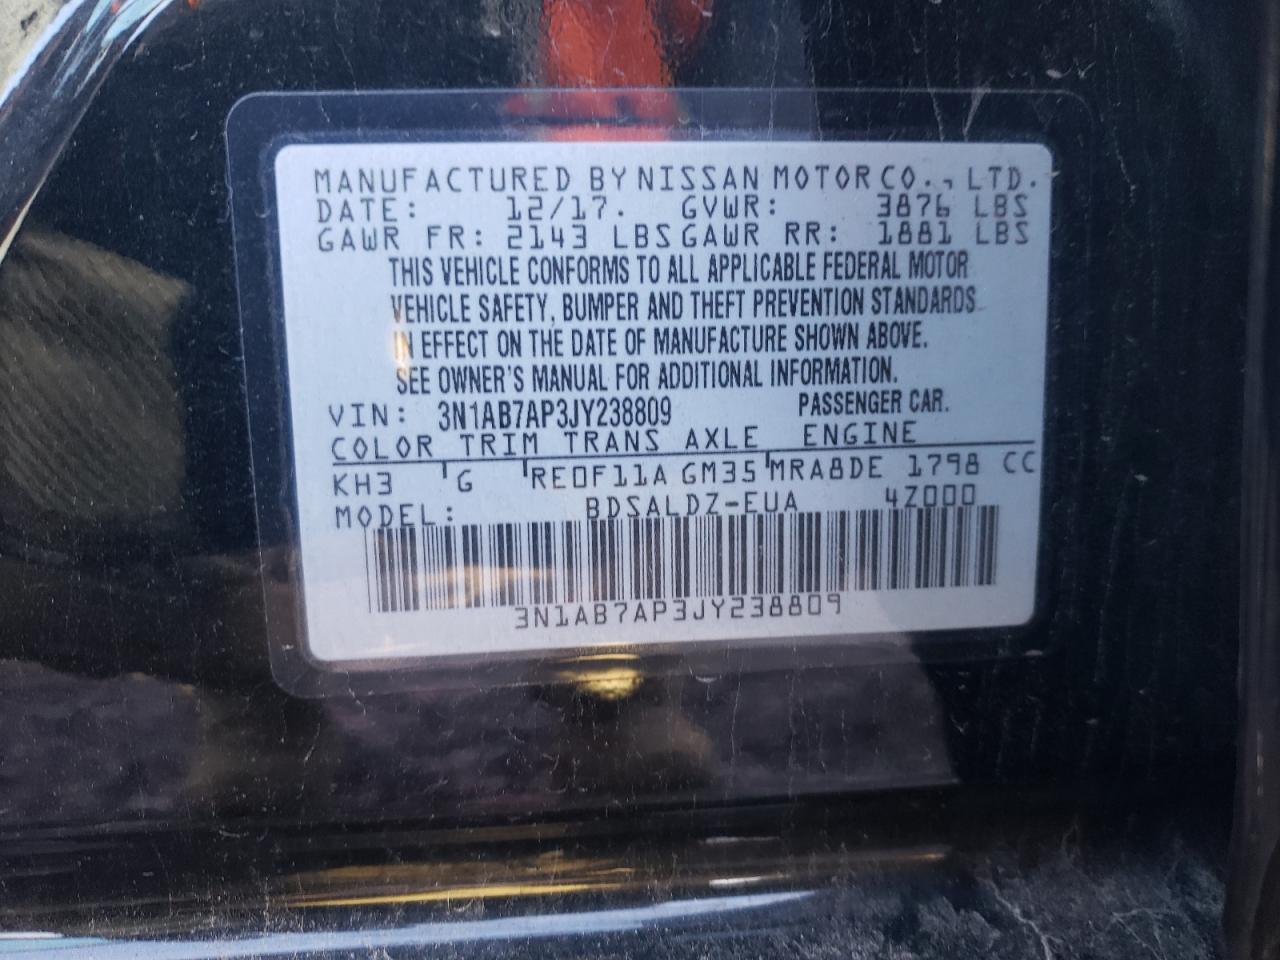 MANUFACTURED BY NISSAN MOTOR CO., LTD.
DATE: 12/17. GVWR: 3876 LBS
GAWR FR: 2143 LBS GAWR RR: 1881 LBS
THIS VEHICLE CONFORMS TO ALL APPLICABLE FEDERAL MOTOR
VEHICLE SAFETY, BUMPER AND THEFT PREVENTION STANDARDS
IN EFFECT ON THE DATE OF MANUFACTURE SHOWN ABOVE.
SEE OWNER'S MANUAL FOR ADDITIONAL INFORMATION.
VIN: 3N1AB7AP3JY238809 PASSENGER CAR.
COLOR TRIM TRANS AXLE ENGINE
KH3 G RE0F11A GM35 MRA8DE 1798 CC
MODEL: BDSALDZ-EUA 4Z000
3N1AB7AP3JY238809